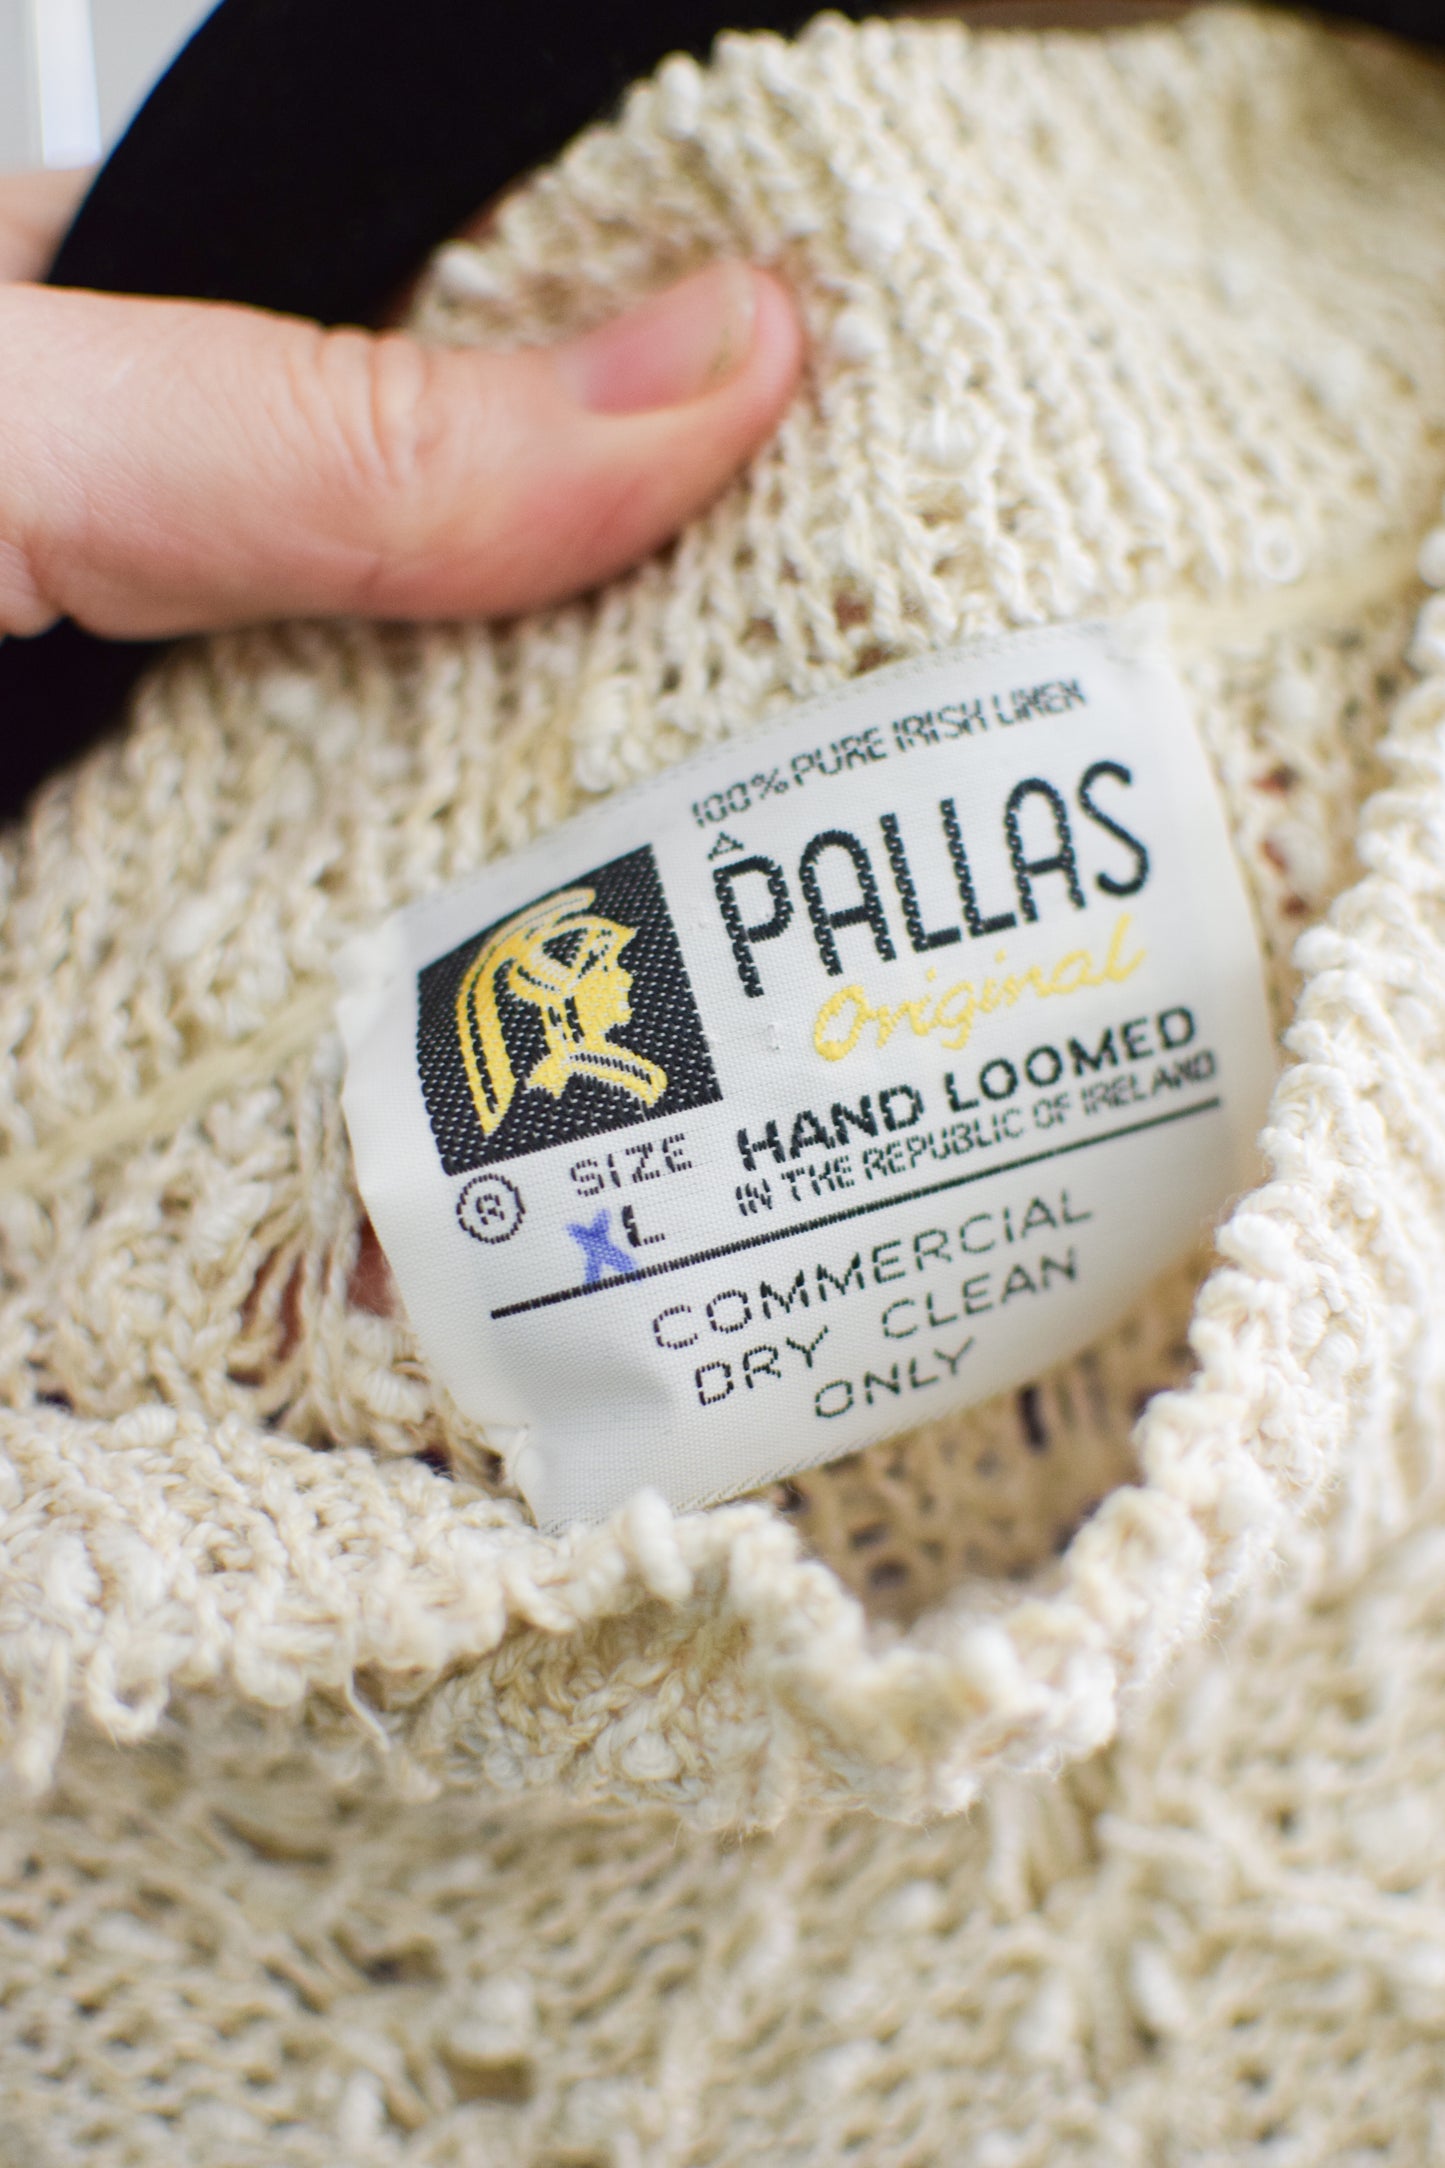 100% PURE IRISH LINEN
A
PALLAS
Original
HAND LOOMED
IN THE REPUBLIC OF IRELAND
® SIZE
XL
COMMERCIAL
DRY CLEAN
ONLY